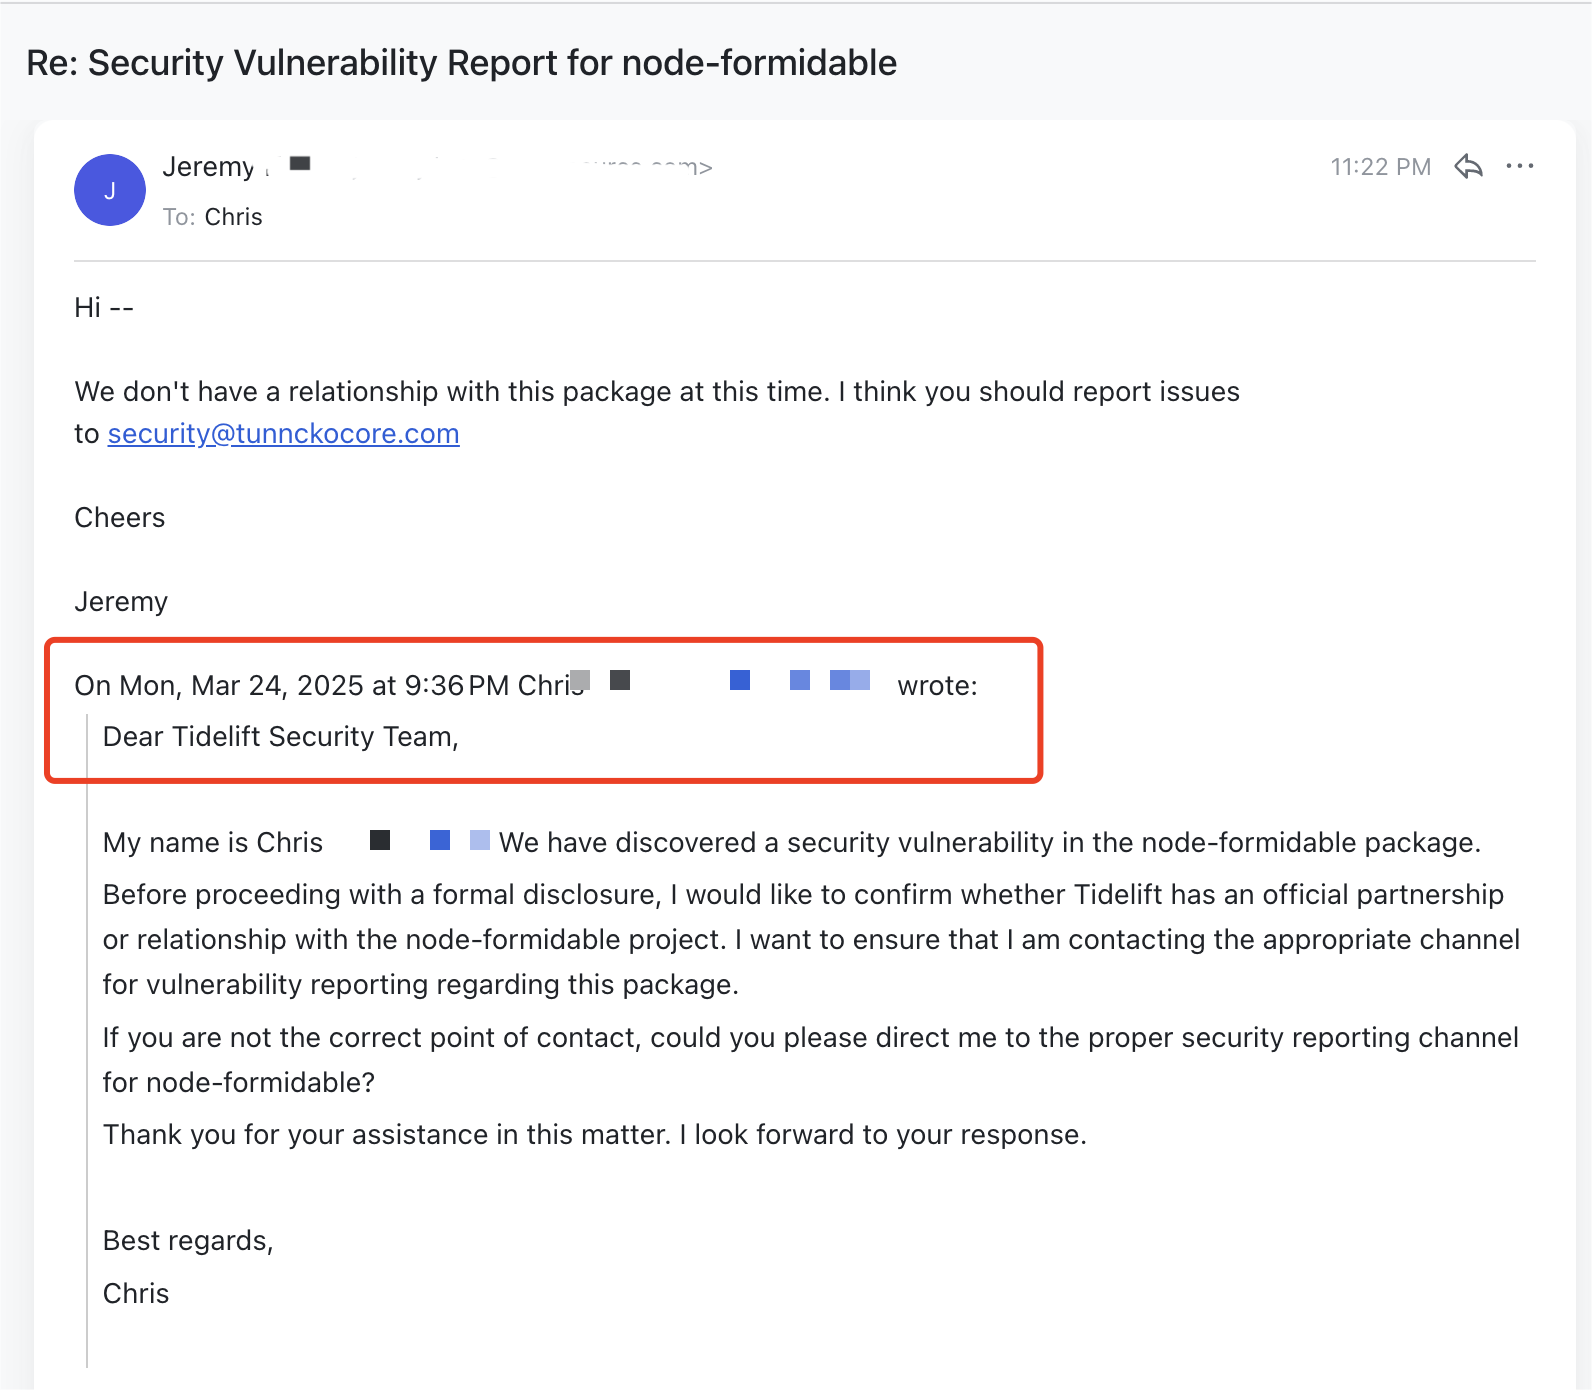 Re: Security Vulnerability Report for node-formidable
J
Jeremy
11:22 PM
To: Chris
Hi --
We don't have a relationship with this package at this time. I think you should report issues
to security@tunnckocore.com
Cheers
Jeremy
On Mon, Mar 24, 2025 at 9:36 PM Chris wrote:
Dear Tidelift Security Team,
My name is Chris We have discovered a security vulnerability in the node-formidable package.
Before proceeding with a formal disclosure, I would like to confirm whether Tidelift has an official partnership
or relationship with the node-formidable project. I want to ensure that I am contacting the appropriate channel
for vulnerability reporting regarding this package.
If you are not the correct point of contact, could you please direct me to the proper security reporting channel
for node-formidable?
Thank you for your assistance in this matter. I look forward to your response.
Best regards,
Chris